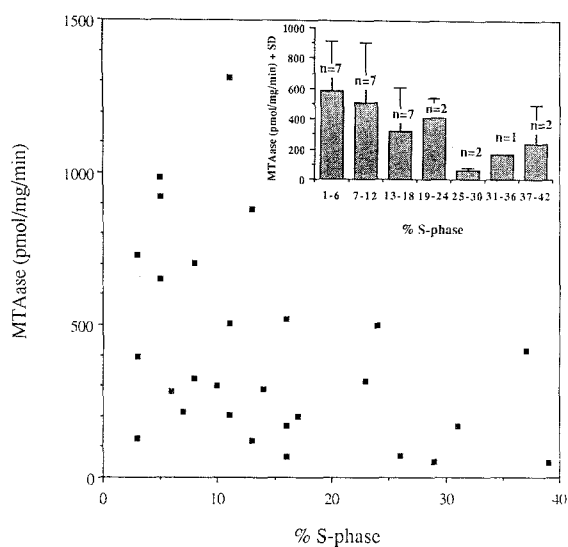 1500
1000
500
0
MTAase (pmol/mg/min)
0
10
20
30
40
% S-phase
1000
800
600
400
200
0
MTAase (pmol/mg/min) + SD
n=7
n=7
n=7
n=2
n=2
n=1
n=2
1-6 7-12 13-18 19-24 25-30 31-36 37-42
% S-phase